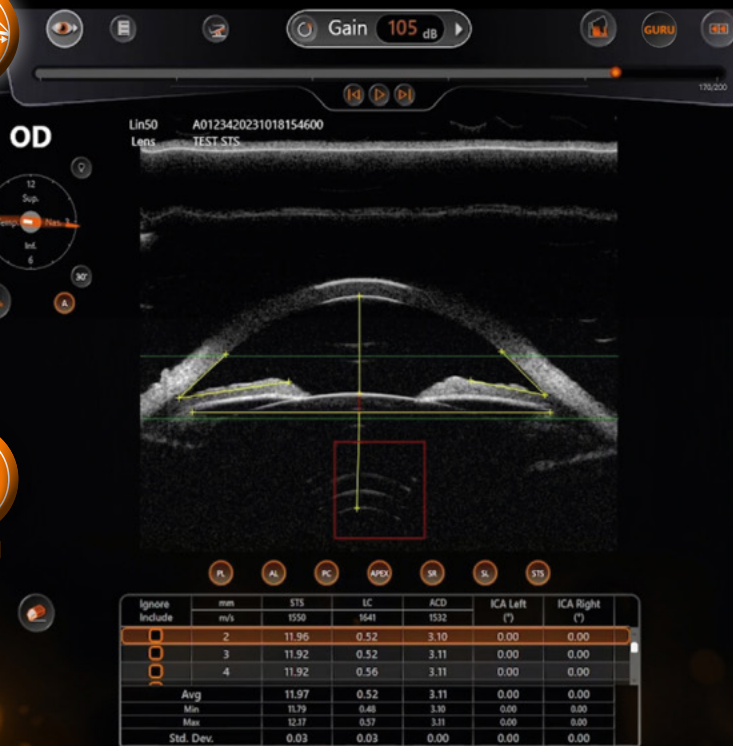 Gain 105 dB
GURU
170/200
OD
Lin50 A0123420231018154600
Lens TEST STS
12
Sup.
Nas. 3
Inf.
6
30°
A
PL AL PC APEX SR SL STS
Ignore Include mm m/s STS 1550 LC 1641 ACD 1532 ICA Left (°) ICA Right (°)
2 11.96 0.52 3.10 0.00 0.00
3 11.92 0.52 3.11 0.00 0.00
4 11.92 0.56 3.11 0.00 0.00
Avg 11.97 0.52 3.11 0.00 0.00
Min 11.79 0.48 3.10 0.00 0.00
Max 12.17 0.57 3.11 0.00 0.00
Std. Dev. 0.03 0.03 0.00 0.00 0.00